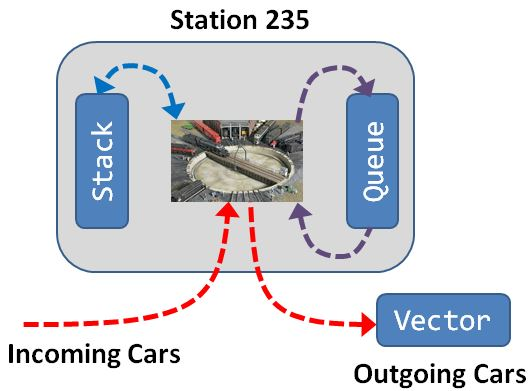 Station 235
Stack
Queue
Vector
Incoming Cars
Outgoing Cars